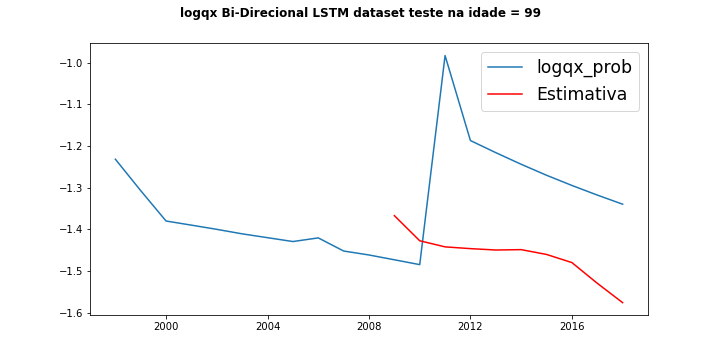 logqx Bi-Direcional LSTM dataset teste na idade = 99
logqx_prob
Estimativa
−1.0
−1.1
−1.2
−1.3
−1.4
−1.5
−1.6
2000 2004 2008 2012 2016